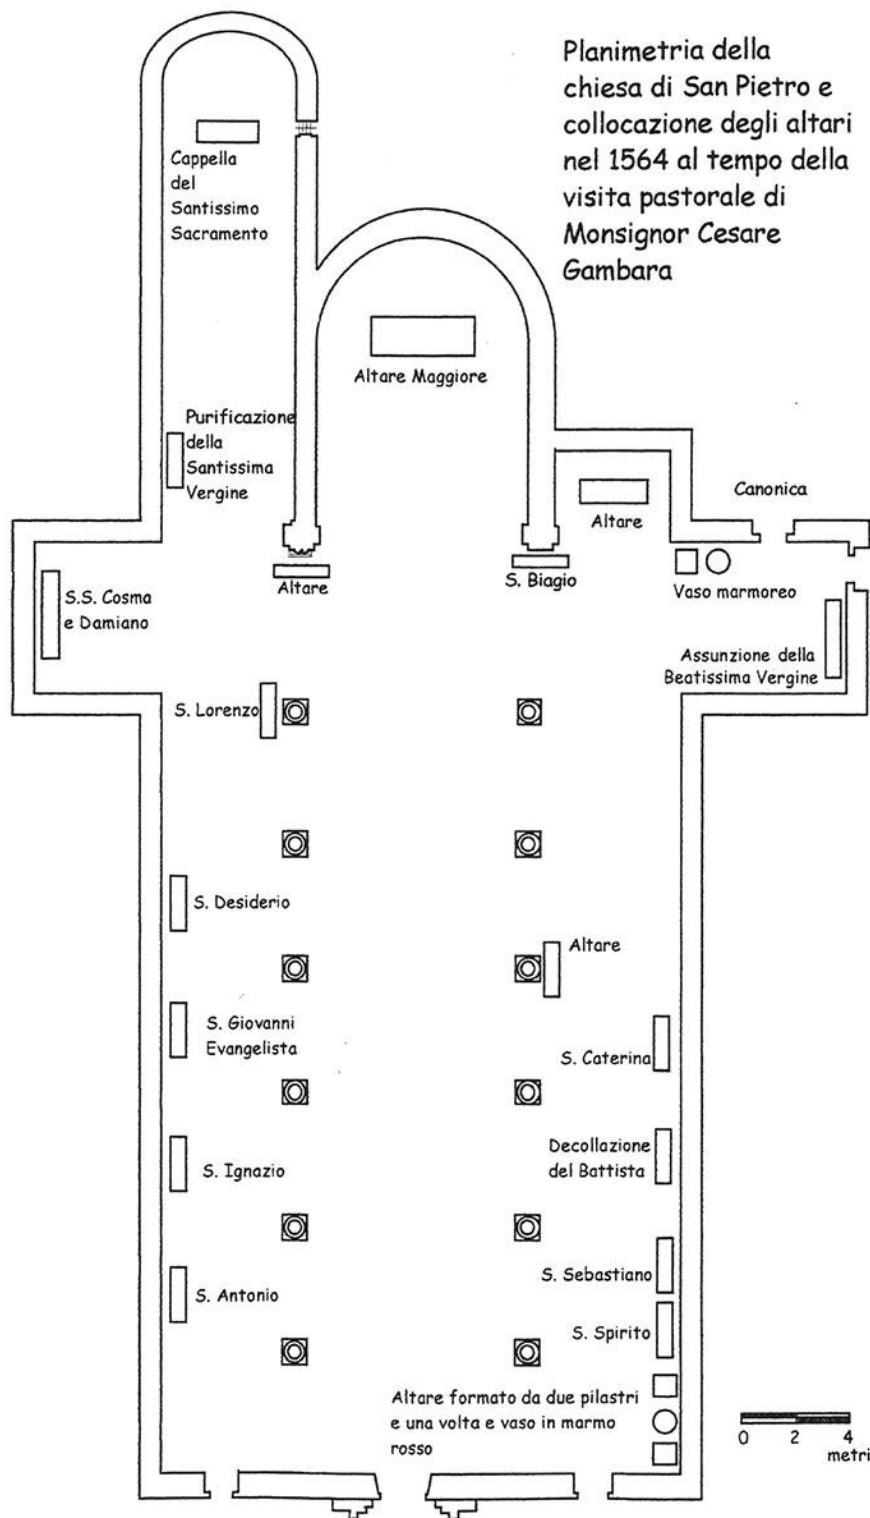 Planimetria della
chiesa di San Pietro e
collocazione degli altari
nel 1564 al tempo della
visita pastorale di
Monsignor Cesare
Gambara
Cappella
del
Santissimo
Sacramento
Altare Maggiore
Purificazione
della
Santissima
Vergine
Canonica
Altare
Altare
S. Biagio
Vaso marmoreo
S.S. Cosma
e Damiano
Assunzione della
Beatissima Vergine
S. Lorenzo
S. Desiderio
Altare
S. Giovanni
Evangelista
S. Caterina
Decollazione
del Battista
S. Ignazio
S. Sebastiano
S. Antonio
S. Spirito
Altare formato da due pilastri
e una volta e vaso in marmo
rosso
0 2 4
metri